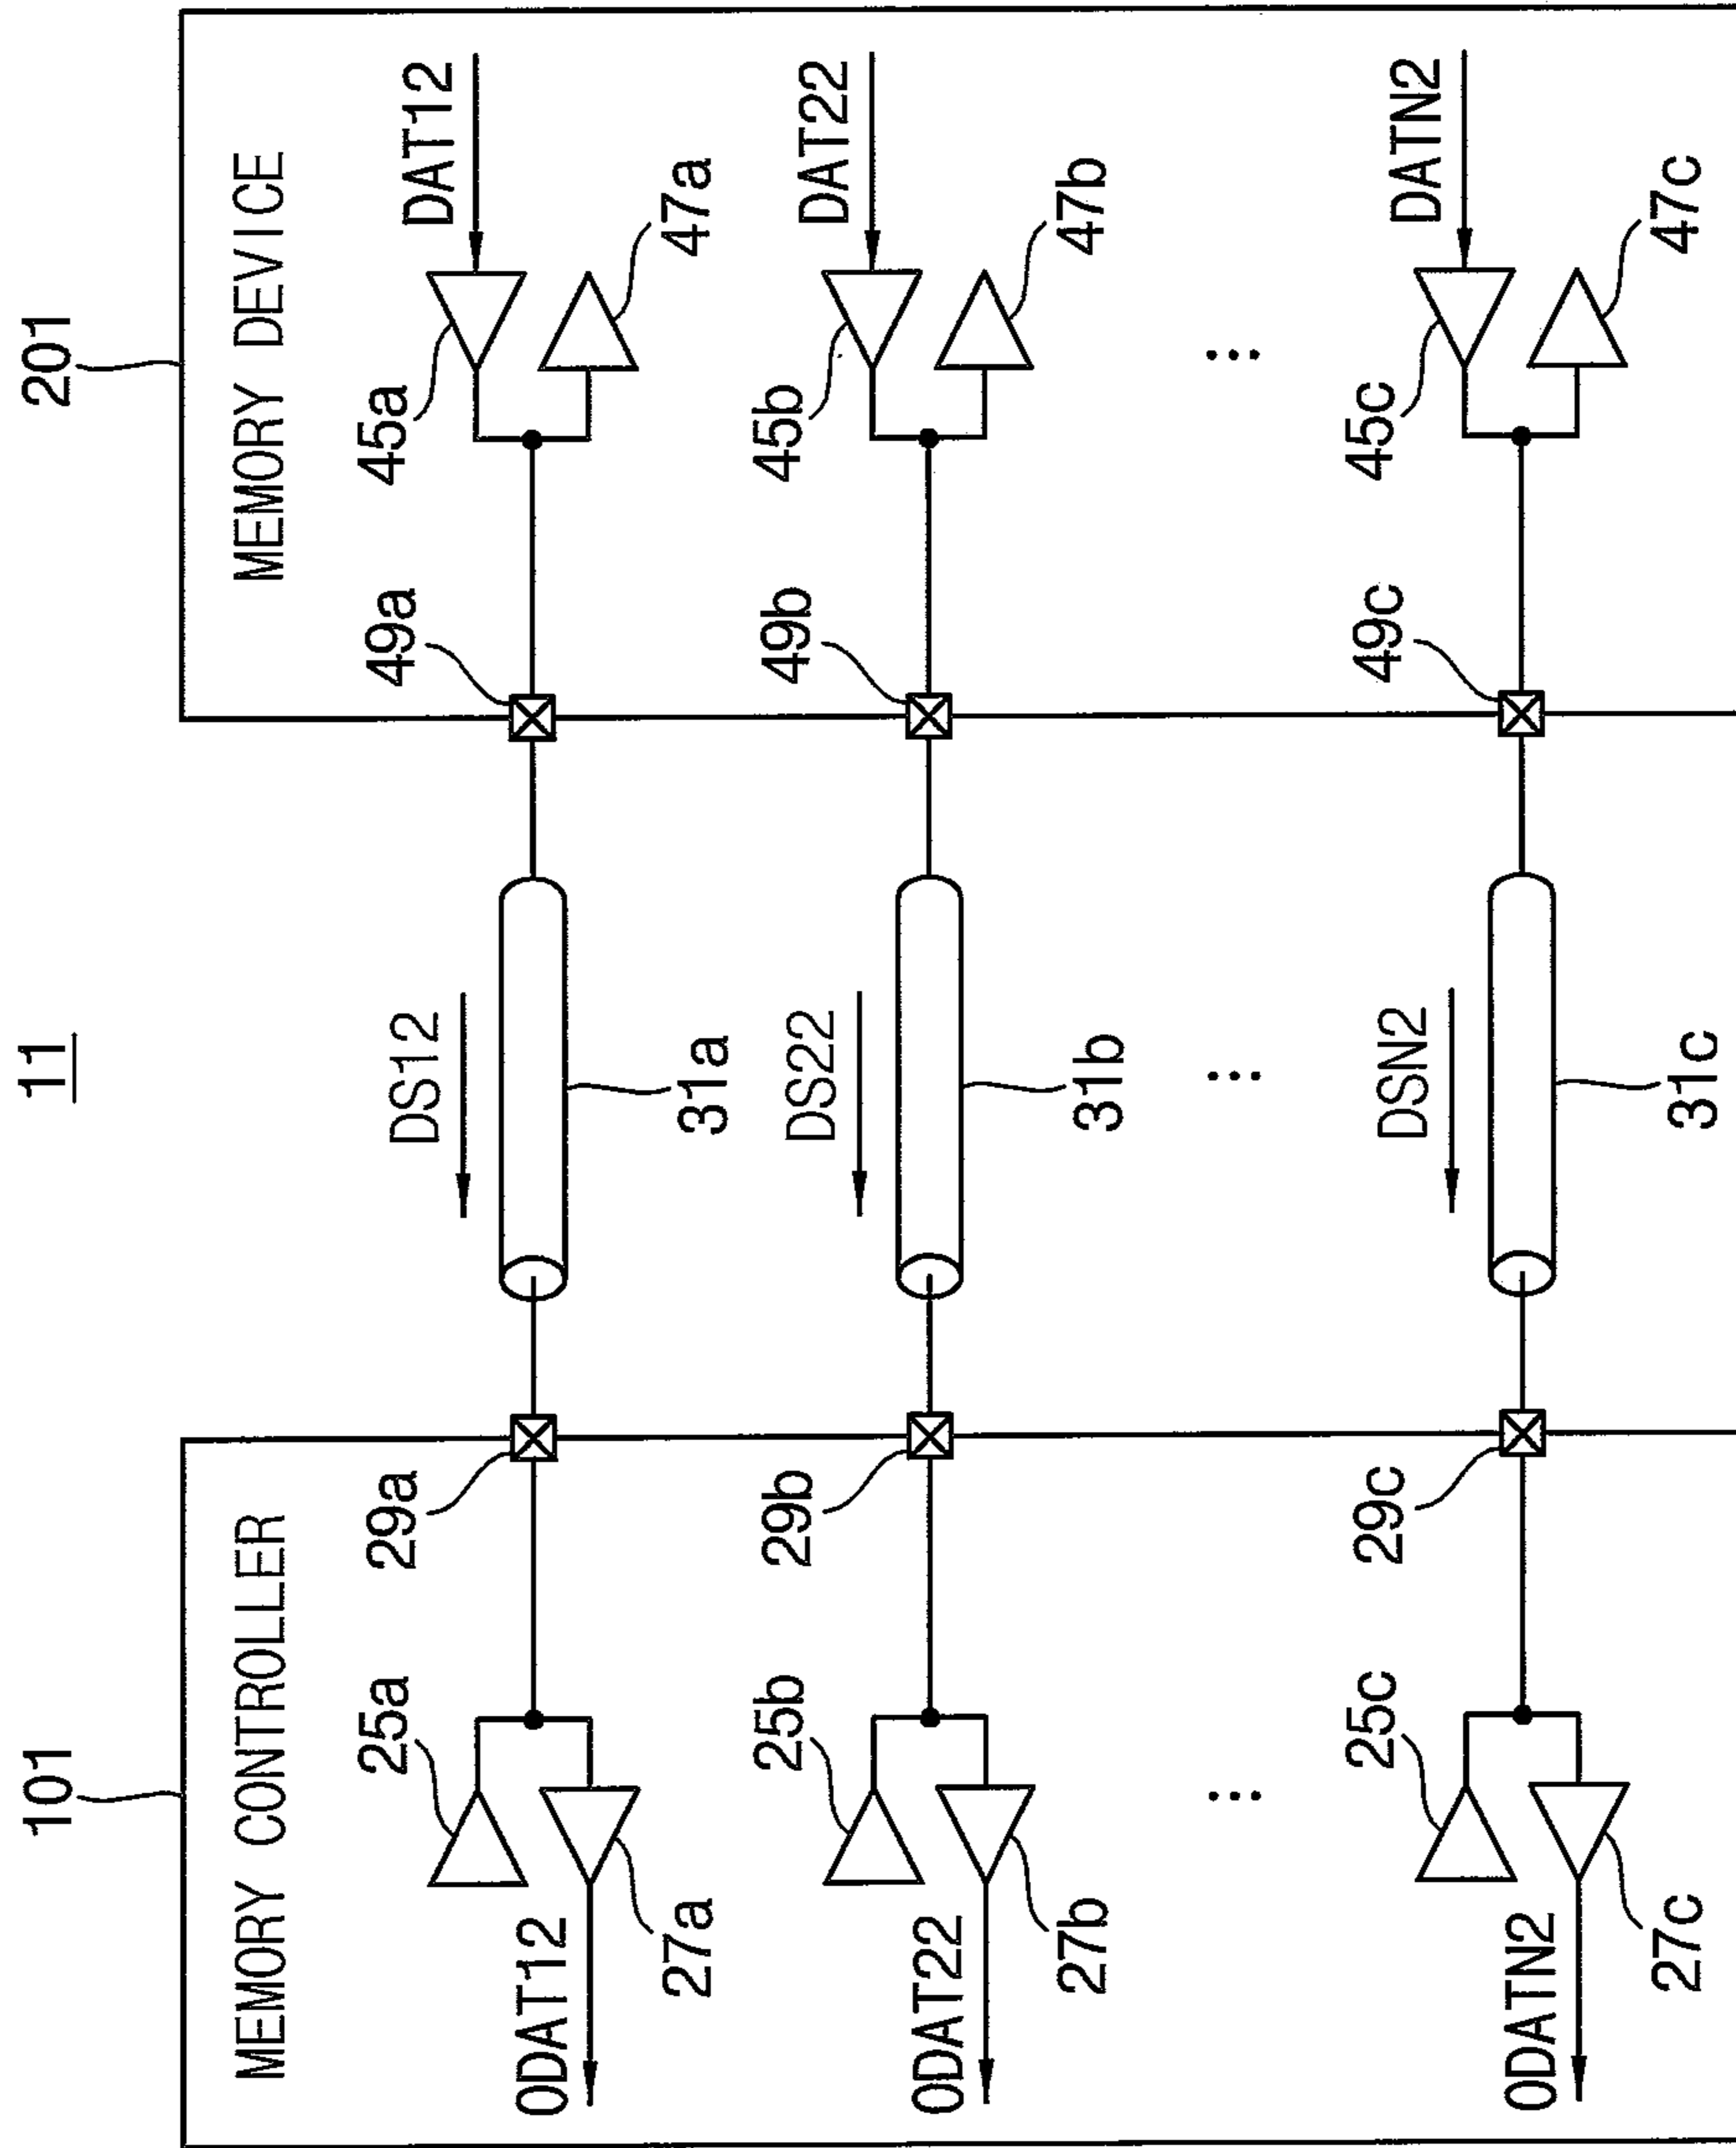 11
101
201
MEMORY CONTROLLER
MEMORY DEVICE
25a
29a
DS12
49a
45a
DAT12
ODAT12
27a
31a
47a
25b
29b
DS22
49b
45b
DAT22
ODAT22
27b
31b
47b
25c
29c
DSN2
49c
45c
DATN2
ODATN2
27c
31c
47c